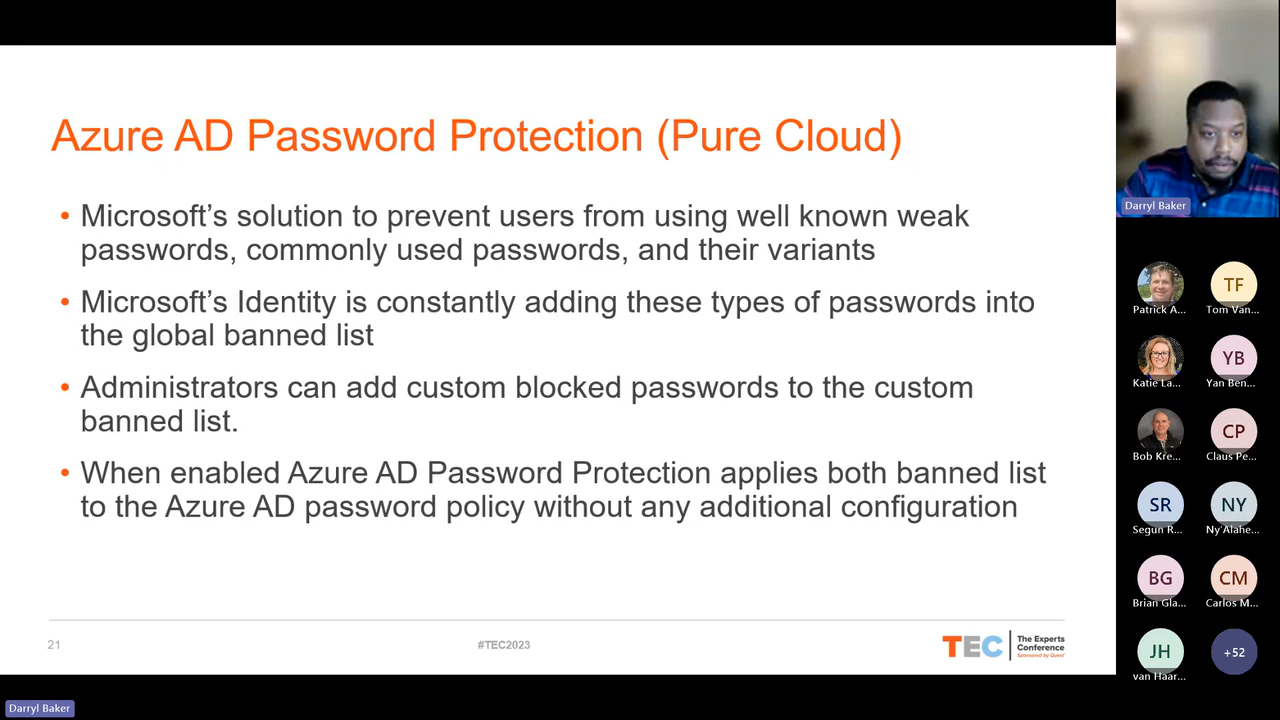 Azure AD Password Protection (Pure Cloud)
• Microsoft’s solution to prevent users from using well known weak
passwords, commonly used passwords, and their variants
• Microsoft’s Identity is constantly adding these types of passwords into
the global banned list
• Administrators can add custom blocked passwords to the custom
banned list.
• When enabled Azure AD Password Protection applies both banned list
to the Azure AD password policy without any additional configuration
21
#TEC2023
TEC
The Experts
Conference
Sponsored by Quest
Darryl Baker
TF
Patrick A...
Tom Van...
YB
Katie La...
Yan Ben...
CP
Bob Kre...
Claus Pe...
SR
NY
Segun R...
Ny'Alahe...
BG
CM
Brian Gla...
Carlos M...
JH
+52
van Haar...
Darryl Baker